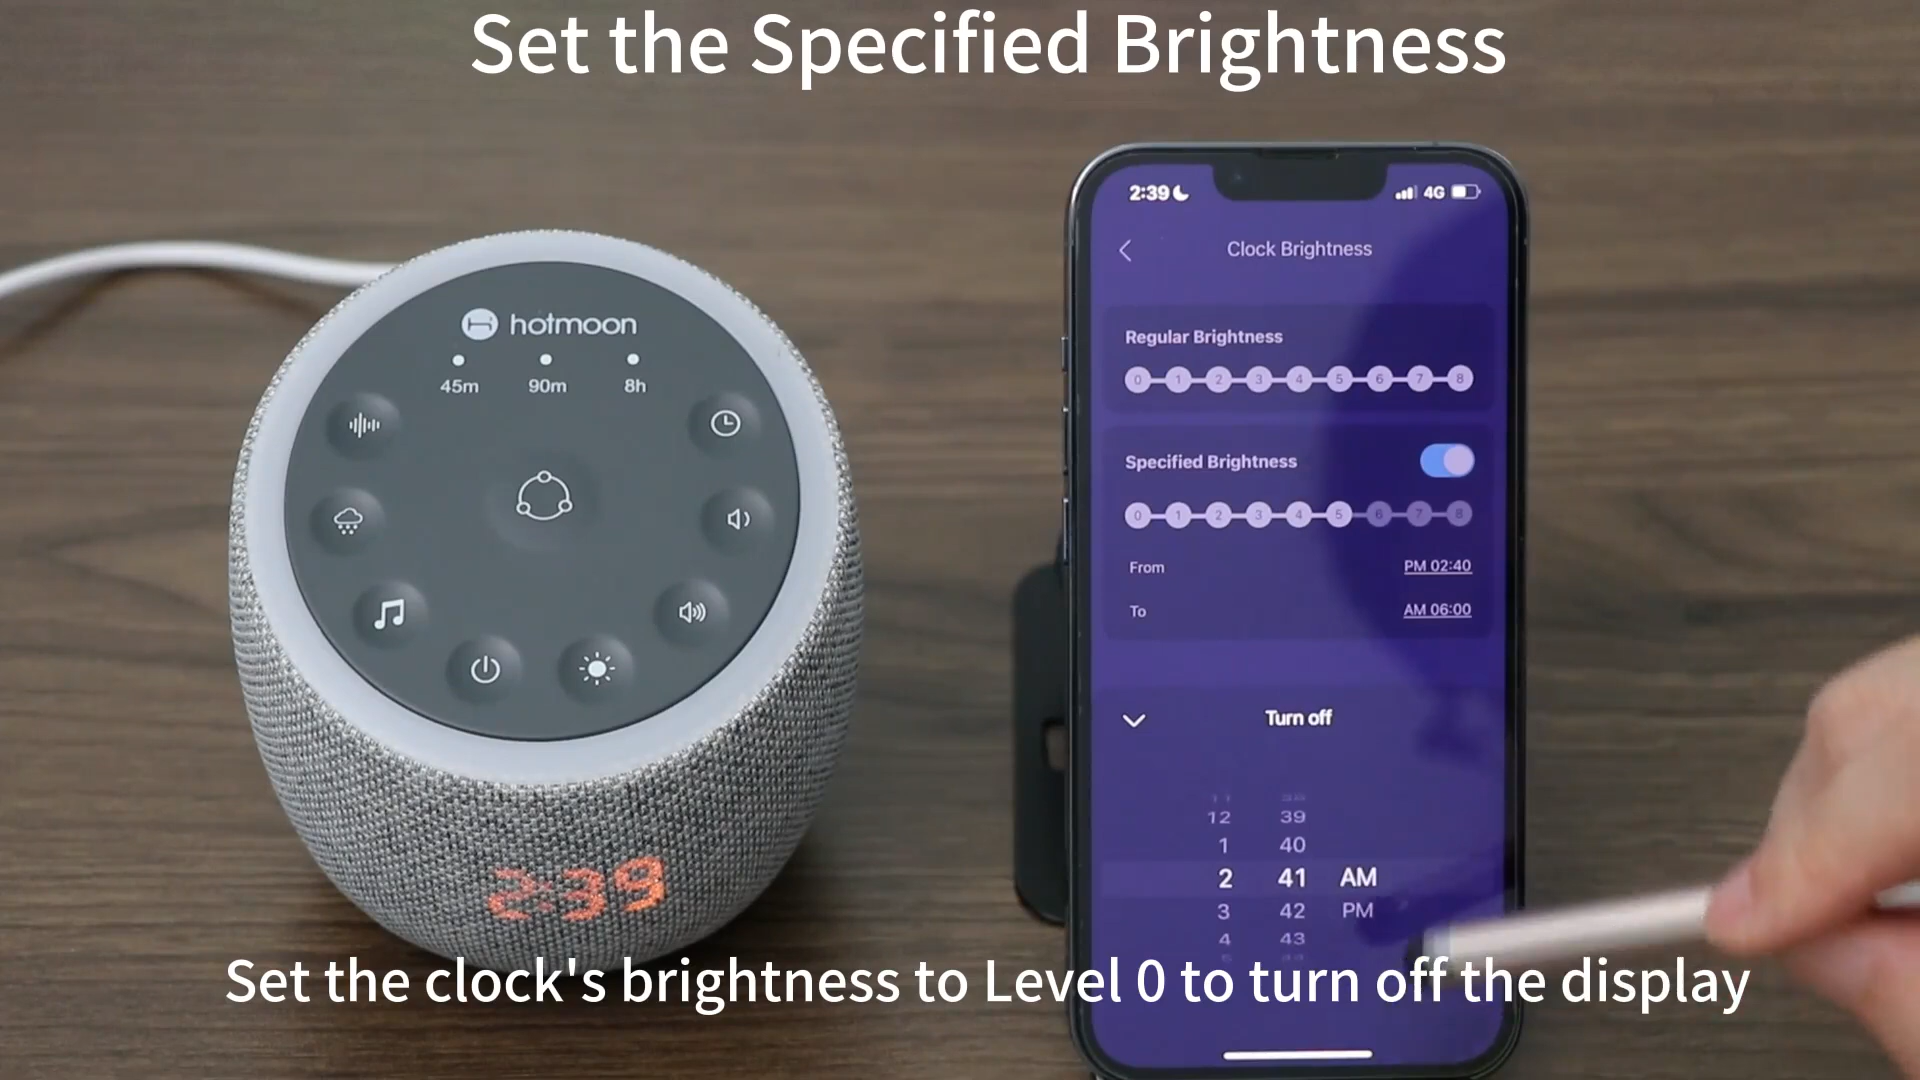 Set the Specified Brightness
hotmoon
45m 90m 8h
2:39
2:39 4G
Clock Brightness
Regular Brightness
0 1 2 3 4 5 6 7 8
Specified Brightness
0 1 2 3 4 5 6 7 8
From PM 02:40
To AM 06:00
Turn off
12 39
1 40
2 41 AM
3 42 PM
4 43
Set the clock's brightness to Level 0 to turn off the display